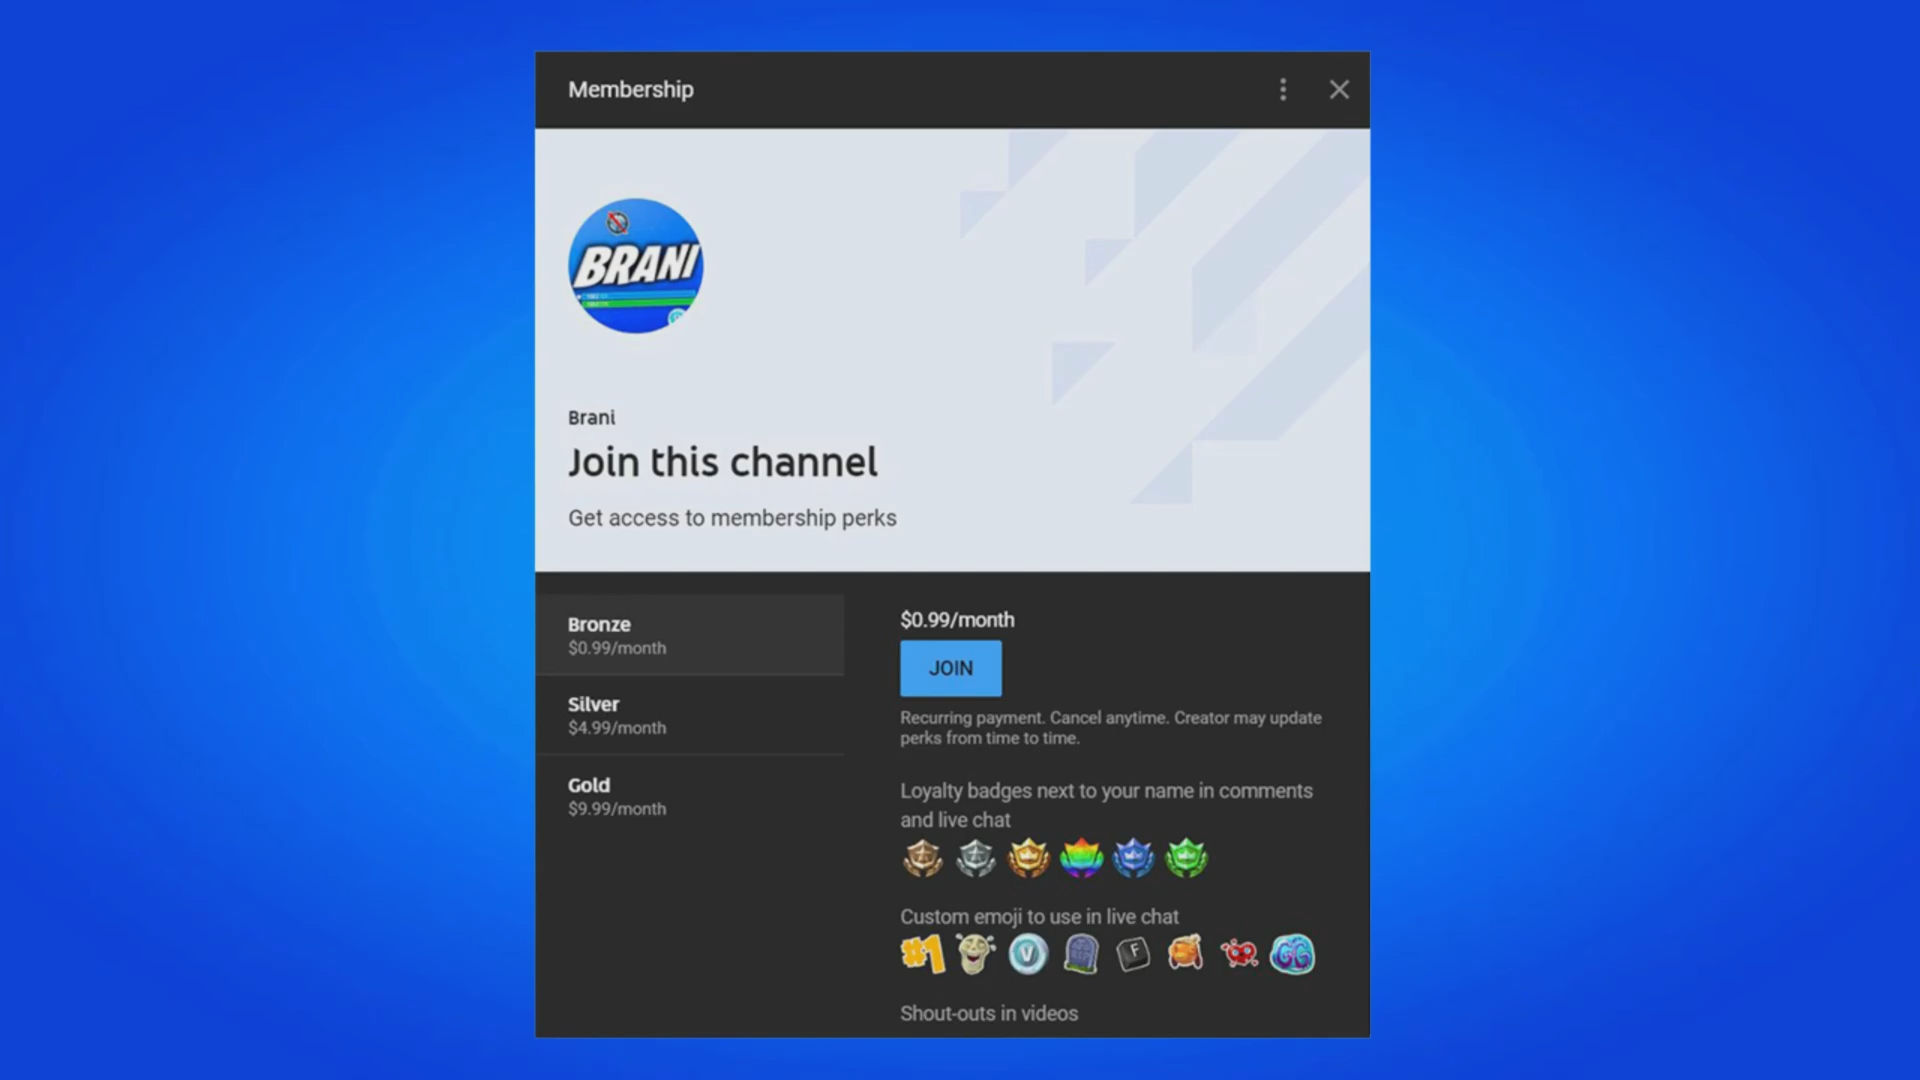 Membership
BRANI
Brani
Join this channel
Get access to membership perks
Bronze
$0.99/month
Silver
$4.99/month
Gold
$9.99/month
$0.99/month
JOIN
Recurring payment. Cancel anytime. Creator may update
perks from time to time.
Loyalty badges next to your name in comments
and live chat
Custom emoji to use in live chat
#1
V
RIP
F
GG
Shout-outs in videos